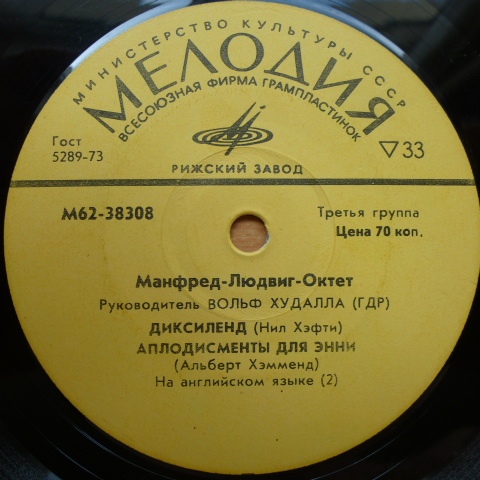 МИНИСТЕРСТВО КУЛЬТУРЫ СССР
МЕЛОДИЯ
ВСЕСОЮЗНАЯ ФИРМА ГРАМПЛАСТИНОК
Гост
5289-73
▽33
РИЖСКИЙ ЗАВОД
М62-38308
Третья группа
Цена 70 коп.
Манфред-Людвиг-Октет
Руководитель ВОЛЬФ ХУДАЛЛА (ГДР)
ДИКСИЛЕНД (Нил Хэфти)
АПЛОДИСМЕНТЫ ДЛЯ ЭННИ
(Альберт Хэмменд)
На английском языке (2)